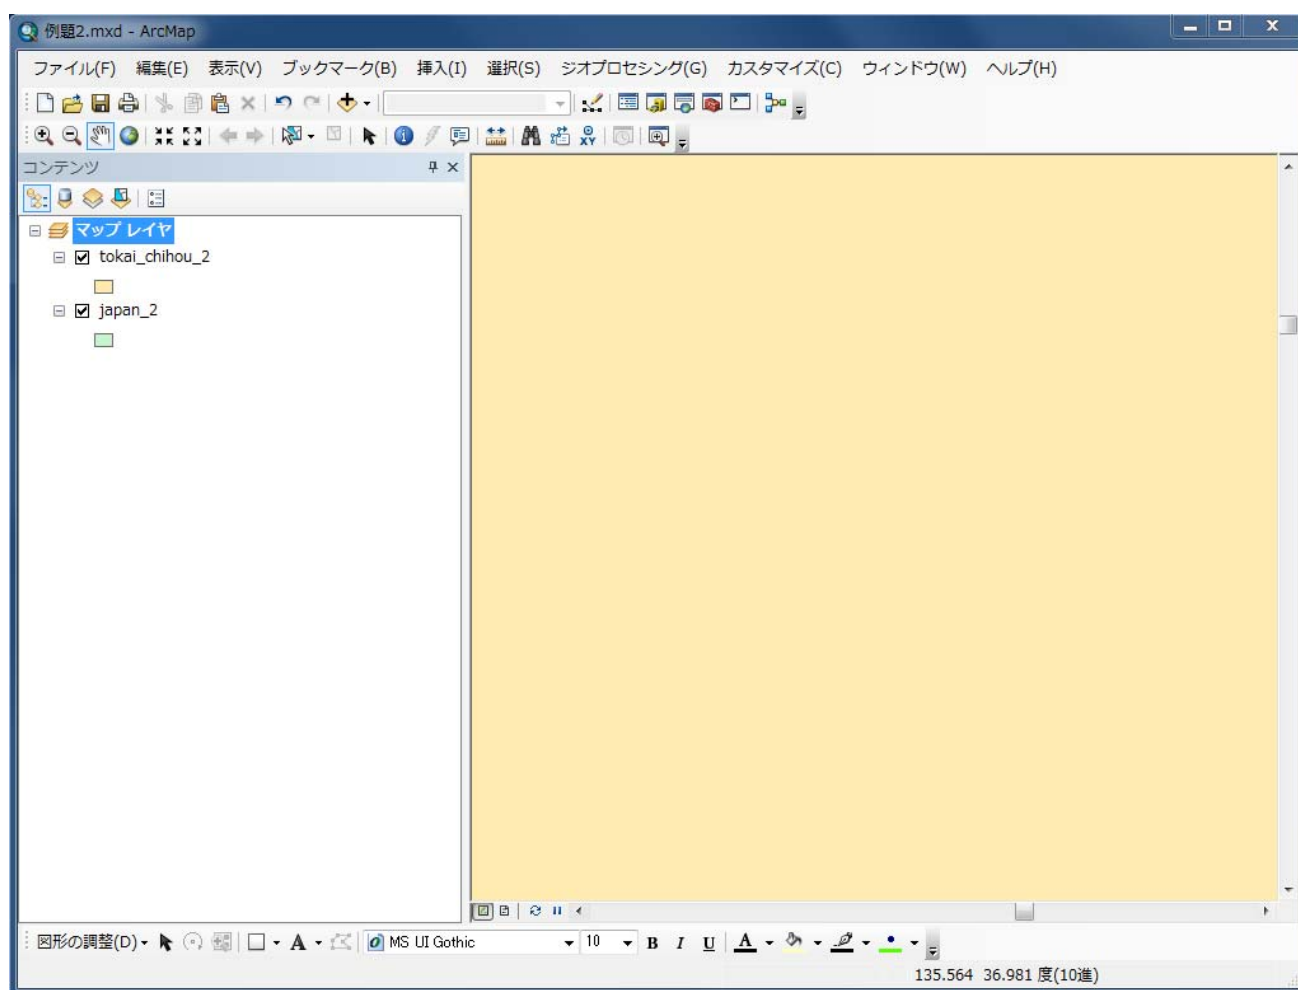 例題2.mxd - ArcMap
ファイル(F) 編集(E) 表示(V) ブックマーク(B) 挿入(I) 選択(S) ジオプロセシング(G) カスタマイズ(C) ウィンドウ(W) ヘルプ(H)
コンテンツ
マップ レイヤ
tokai_chihou_2
japan_2
図形の調整(D) A MS UI Gothic 10 B I U A
135.564 36.981 度(10進)